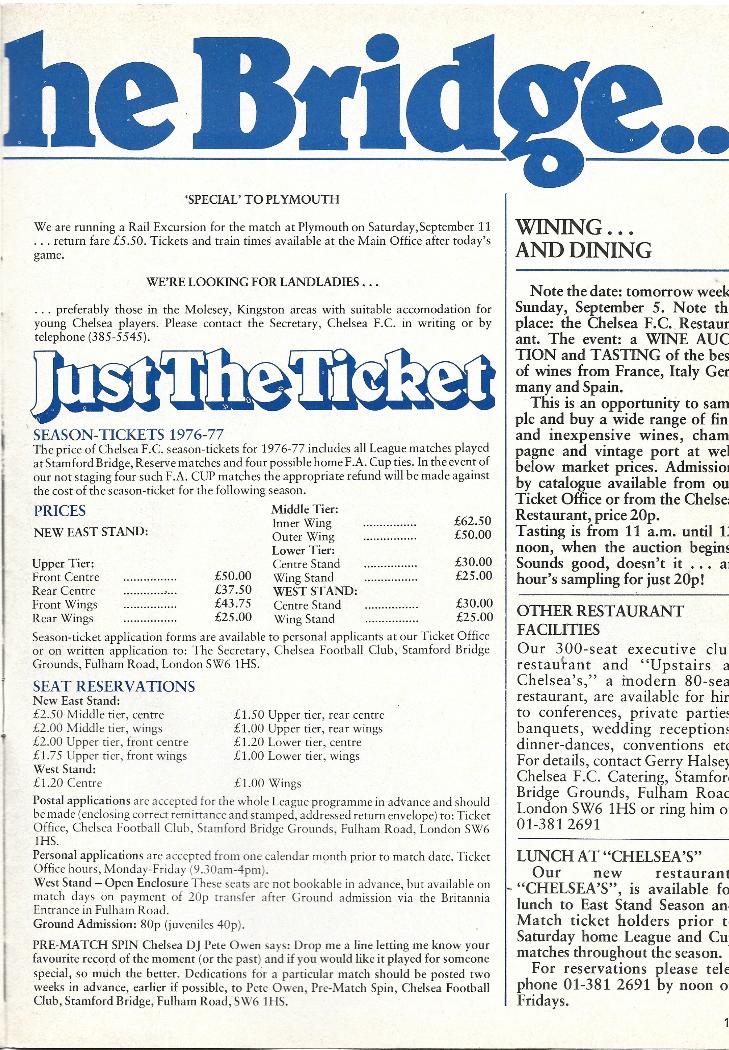 he Bridge..
'SPECIAL' TO PLYMOUTH
We are running a Rail Excursion for the match at Plymouth on Saturday,September 11
. . . return fare £5.50. Tickets and train times available at the Main Office after today's
game.
WE'RE LOOKING FOR LANDLADIES . . .
. . . preferably those in the Molesey, Kingston areas with suitable accomodation for
young Chelsea players. Please contact the Secretary, Chelsea F.C. in writing or by
telephone (385-5545).
Just The Ticket
SEASON-TICKETS 1976-77
The price of Chelsea F.C. season-tickets for 1976-77 includes all League matches played
at Stamford Bridge, Reserve matches and four possible home F.A. Cup ties. In the event of
our not staging four such F.A. CUP matches the appropriate refund will be made against
the cost of the season-ticket for the following season.
PRICES
NEW EAST STAND:
Upper Tier:
Front Centre ................ £50.00
Rear Centre ................ £37.50
Front Wings ................ £43.75
Rear Wings ................ £25.00
Middle Tier:
Inner Wing ................ £62.50
Outer Wing ................ £50.00
Lower Tier:
Centre Stand ................ £30.00
Wing Stand ................ £25.00
WEST STAND:
Centre Stand ................ £30.00
Wing Stand ................ £25.00
Season-ticket application forms are available to personal applicants at our Ticket Office
or on written application to: The Secretary, Chelsea Football Club, Stamford Bridge
Grounds, Fulham Road, London SW6 1HS.
SEAT RESERVATIONS
New East Stand:
£2.50 Middle tier, centre £1.50 Upper tier, rear centre
£2.00 Middle tier, wings £1.00 Upper tier, rear wings
£2.00 Upper tier, front centre £1.20 Lower tier, centre
£1.75 Upper tier, front wings £1.00 Lower tier, wings
West Stand:
£1.20 Centre £1.00 Wings
Postal applications are accepted for the whole League programme in advance and should
be made (enclosing correct remittance and stamped, addressed return envelope) to: Ticket
Office, Chelsea Football Club, Stamford Bridge Grounds, Fulham Road, London SW6
1HS.
Personal applications are accepted from one calendar month prior to match date. Ticket
Office hours, Monday-Friday (9.30am-4pm).
West Stand – Open Enclosure These seats are not bookable in advance, but available on
match days on payment of 20p transfer after Ground admission via the Britannia
Entrance in Fulham Road.
Ground Admission: 80p (juveniles 40p).
PRE-MATCH SPIN Chelsea DJ Pete Owen says: Drop me a line letting me know your
favourite record of the moment (or the past) and if you would like it played for someone
special, so much the better. Dedications for a particular match should be posted two
weeks in advance, earlier if possible, to Pete Owen, Pre-Match Spin, Chelsea Football
Club, Stamford Bridge, Fulham Road, SW6 1HS.
WINING . . .
AND DINING
Note the date: tomorrow week
Sunday, September 5. Note th
place: the Chelsea F.C. Restaur
ant. The event: a WINE AUC
TION and TASTING of the bes
of wines from France, Italy Ger
many and Spain.
This is an opportunity to sam
ple and buy a wide range of fin
and inexpensive wines, cham
pagne and vintage port at wel
below market prices. Admission
by catalogue available from ou
Ticket Office or from the Chelse
Restaurant, price 20p.
Tasting is from 11 a.m. until 1
noon, when the auction begins
Sounds good, doesn't it . . . a
hour's sampling for just 20p!
OTHER RESTAURANT
FACILITIES
Our 300-seat executive clu
restaurant and "Upstairs a
Chelsea's," a modern 80-sea
restaurant, are available for hir
to conferences, private parties
banquets, wedding receptions
dinner-dances, conventions etc
For details, contact Gerry Halsey
Chelsea F.C. Catering, Stamford
Bridge Grounds, Fulham Road
London SW6 1HS or ring him o
01-381 2691
LUNCH AT "CHELSEA'S"
Our new restaurant
"CHELSEA'S", is available fo
lunch to East Stand Season an
Match ticket holders prior t
Saturday home League and Cu
matches throughout the season.
For reservations please tele
phone 01-381 2691 by noon o
Fridays.
1